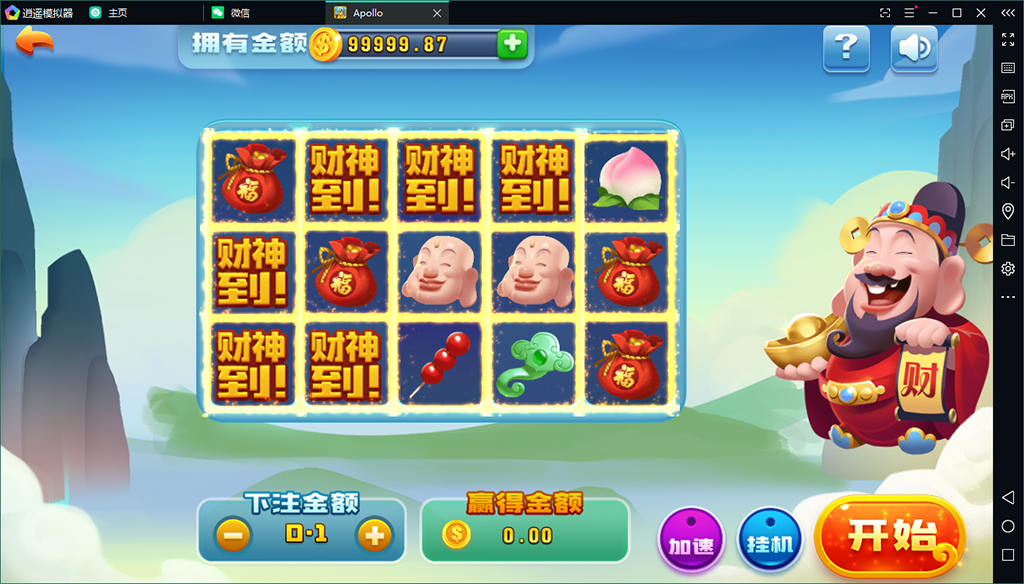 逍遥模拟器 主页 微信 Apollo
拥有金额 99999.87
?
福 财神到! 财神到! 财神到!
财神到! 福 福
财神到! 财神到! 福
财
下注金额 赢得金额
0.1 0.00
加速 挂机 开始
APK